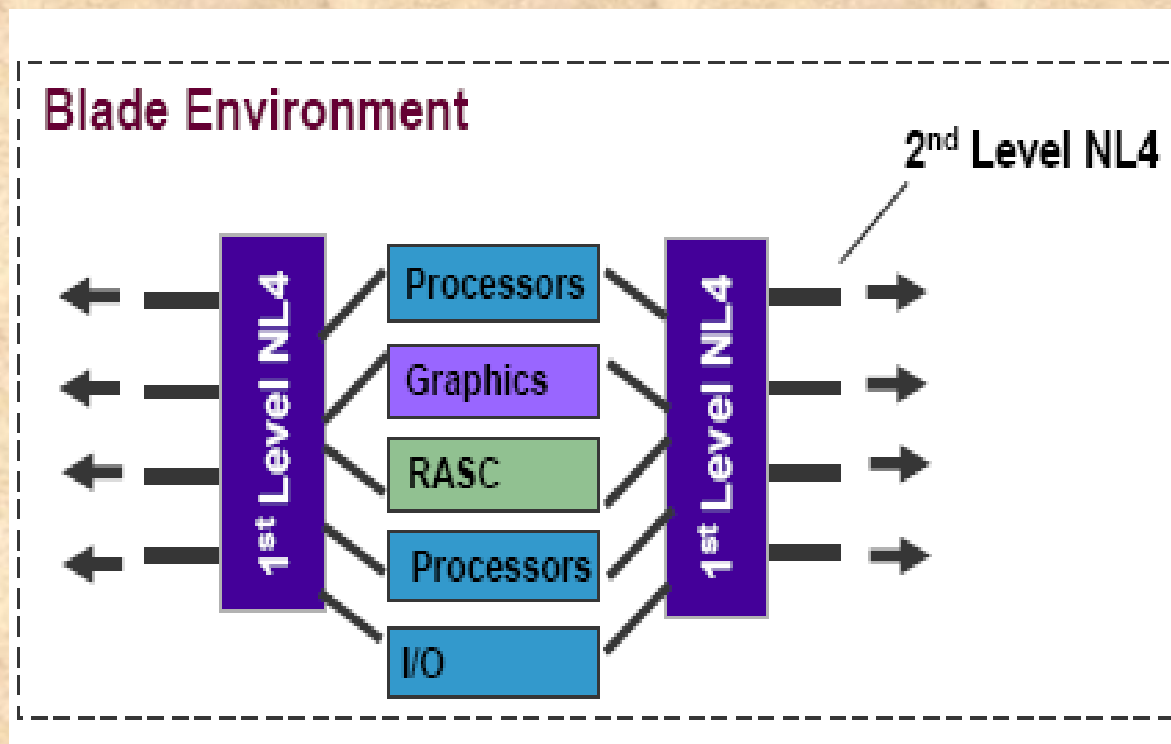 Blade Environment
2nd Level NL4
1st Level NL4
Processors
Graphics
RASC
Processors
I/O
1st Level NL4